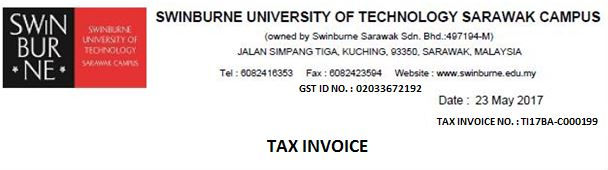 SWiN
BUR
* NE *
SWINBURNE
UNIVERSITY OF
TECHNOLOGY
SARAWAK CAMPUS
SWINBURNE UNIVERSITY OF TECHNOLOGY SARAWAK CAMPUS
(owned by Swinburne Sarawak Sdn. Bhd.:497194-M)
JALAN SIMPANG TIGA, KUCHING, 93350, SARAWAK, MALAYSIA
Tel : 6082416353 Fax : 6082423594 Website : www.swinburne.edu.my
GST ID NO. : 02033672192
Date : 23 May 2017
TAX INVOICE NO. : TI17BA-C000199
TAX INVOICE